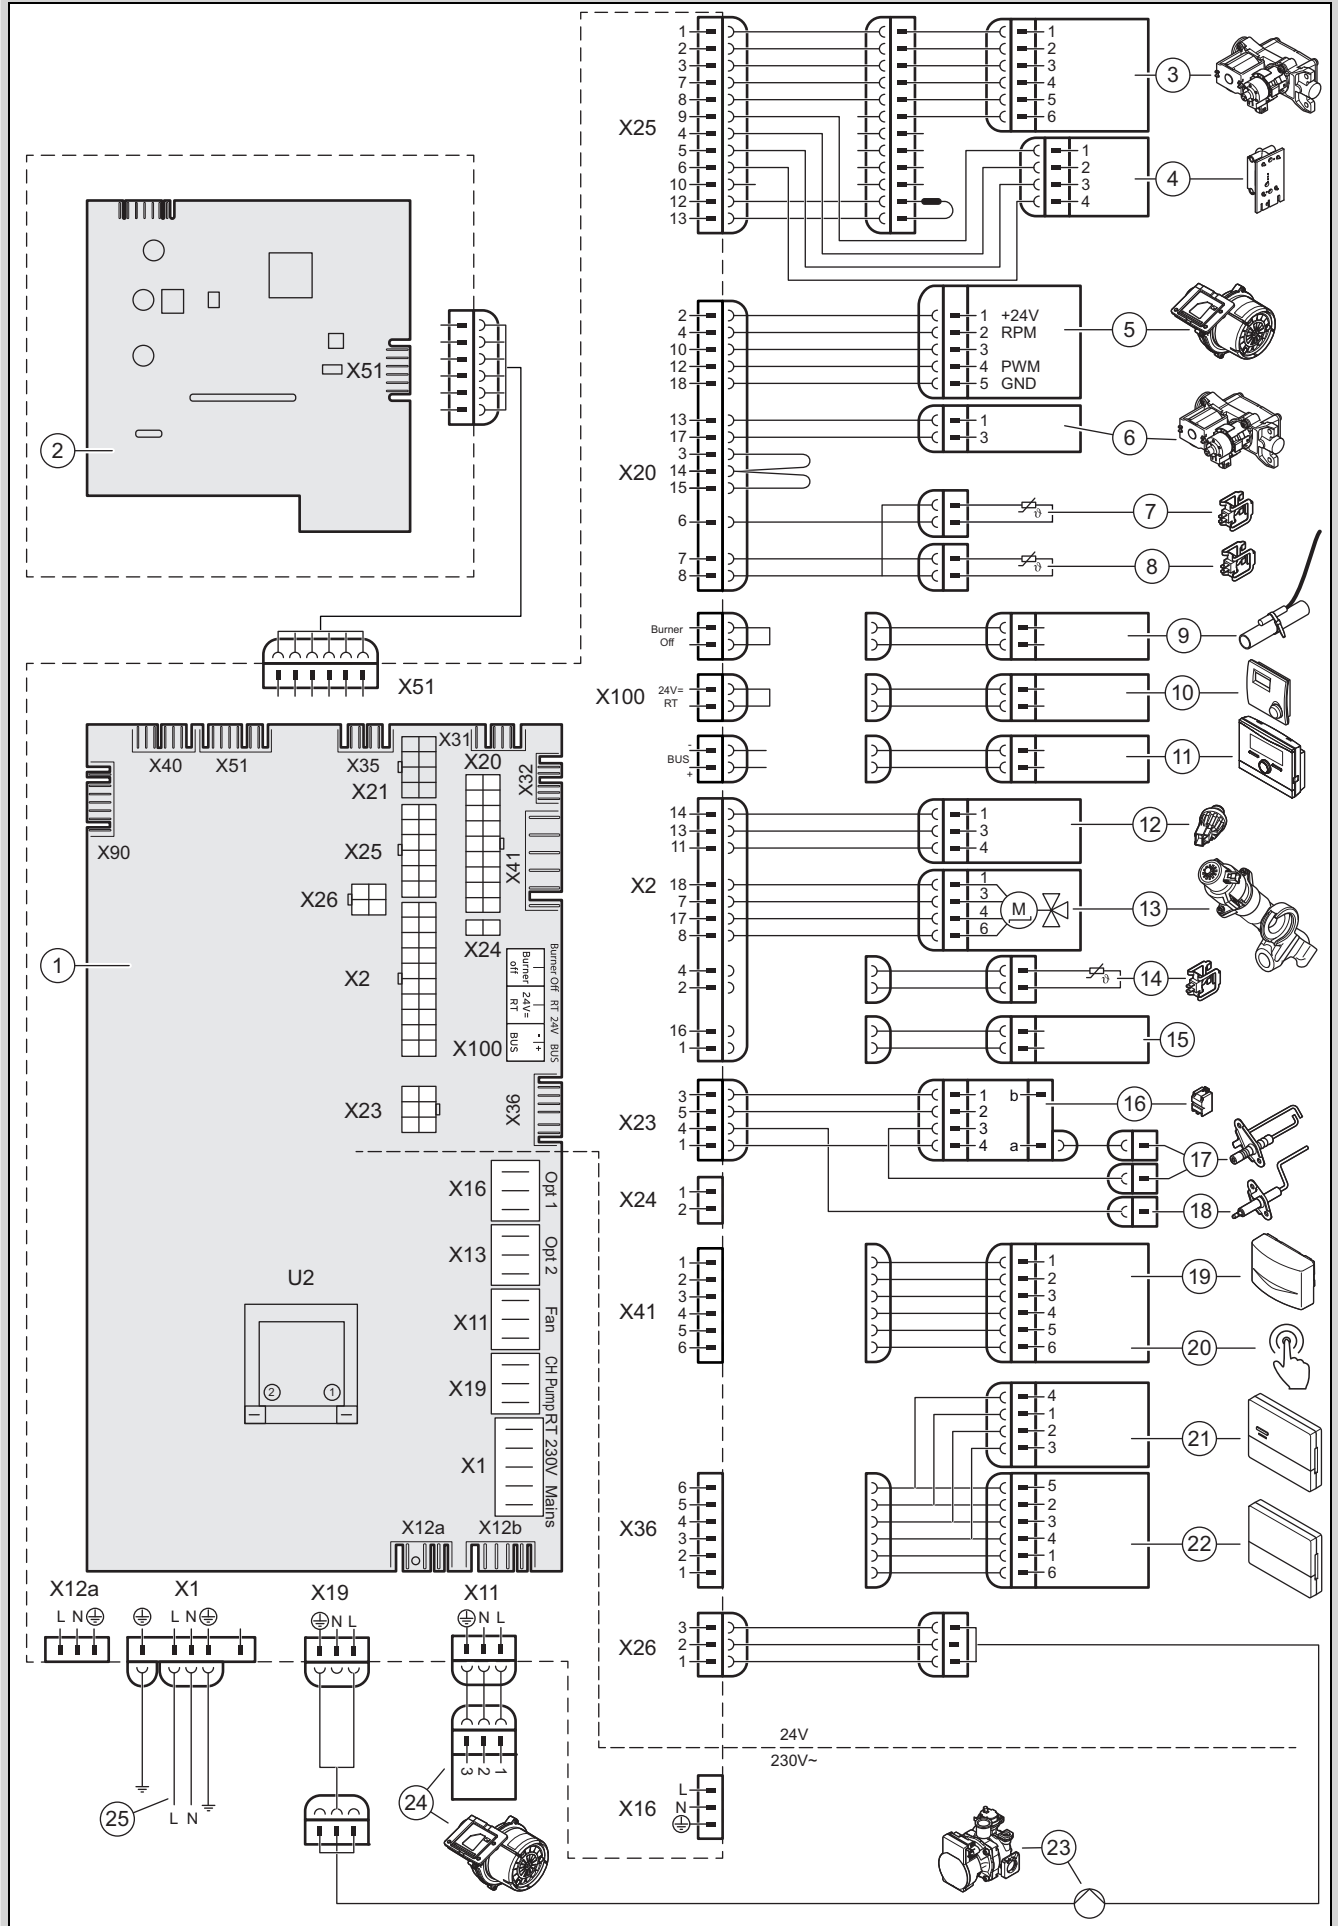 X25
1
2
3
7
8
9
4
5
6
10
12
13
1
2
3
4
5
6
3
1
2
3
4
4
X51
2
X20
2
4
10
12
18
13
17
3
14
15
6
7
8
1 +24V
2 RPM
3
4 PWM
5 GND
5
1
3
6
ϑ
7
ϑ
8
X51
Burner
Off
9
X100
24V=
RT
10
-
BUS
+
11
X40
X51
X35
X31
X20
X32
X21
X90
X25
X41
X26
X24
X2
Burner
off
24V=
RT
BUS
- +
Burner Off RT 24V BUS
X100
X23
X36
1
X16
Opt 1
X13
Opt 2
X11
Fan
X19
CH Pump
X1
RT 230V Mains
U2
2
1
X12a
X12b
X2
14
13
11
18
7
17
8
4
2
16
1
1
3
4
12
1
3
4
6
M
13
ϑ
14
15
X23
3
5
4
1
1
2
3
4
b
a
16
17
18
X24
1
2
X41
1
2
3
4
5
6
1
2
3
4
5
6
19
20
4
1
2
3
21
X36
6
5
4
3
2
1
5
2
3
4
1
6
22
X26
3
2
1
X12a
L N
X1
L N
X19
N L
X11
N L
3 2 1
24
25
L N
24V
230V~
X16
L
N
23